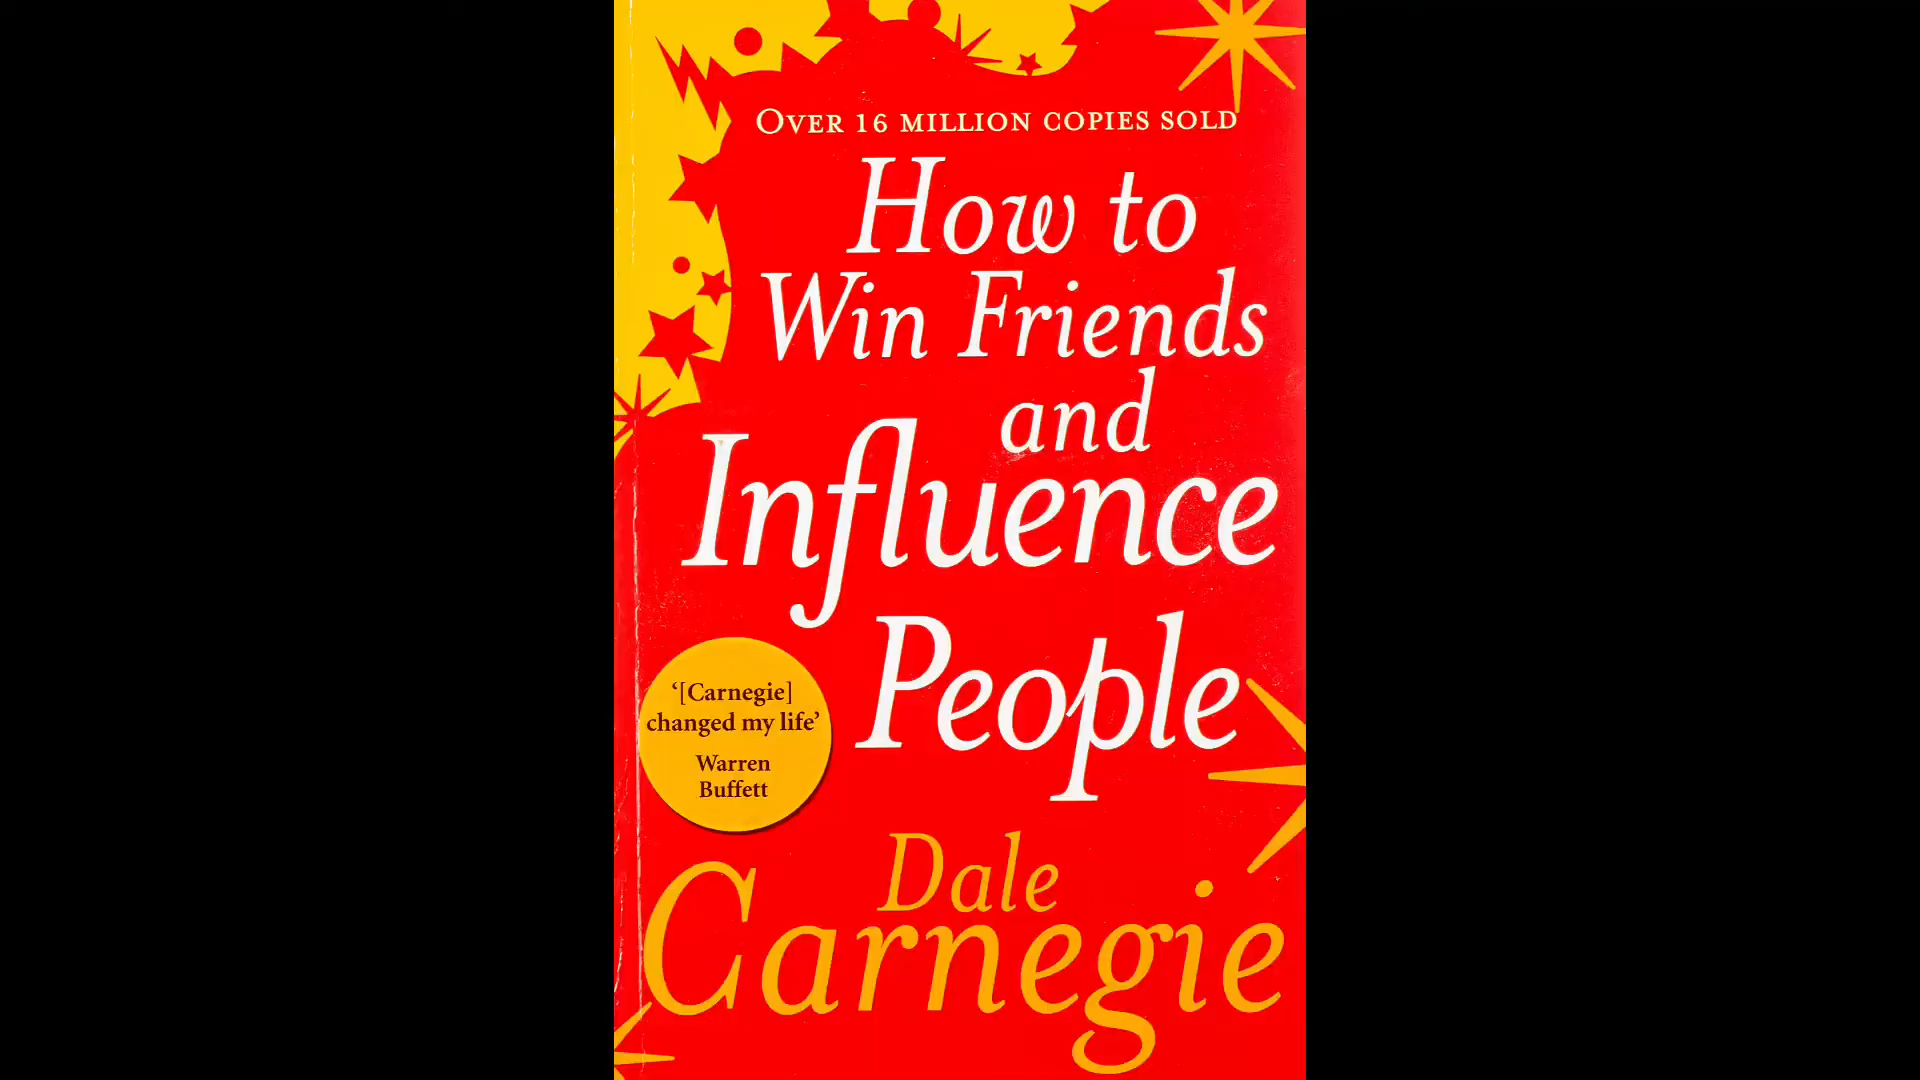 OVER 16 MILLION COPIES SOLD
How to
Win Friends
and
Influence
People
‘[Carnegie]
changed my life’
Warren
Buffett
Dale
Carnegie